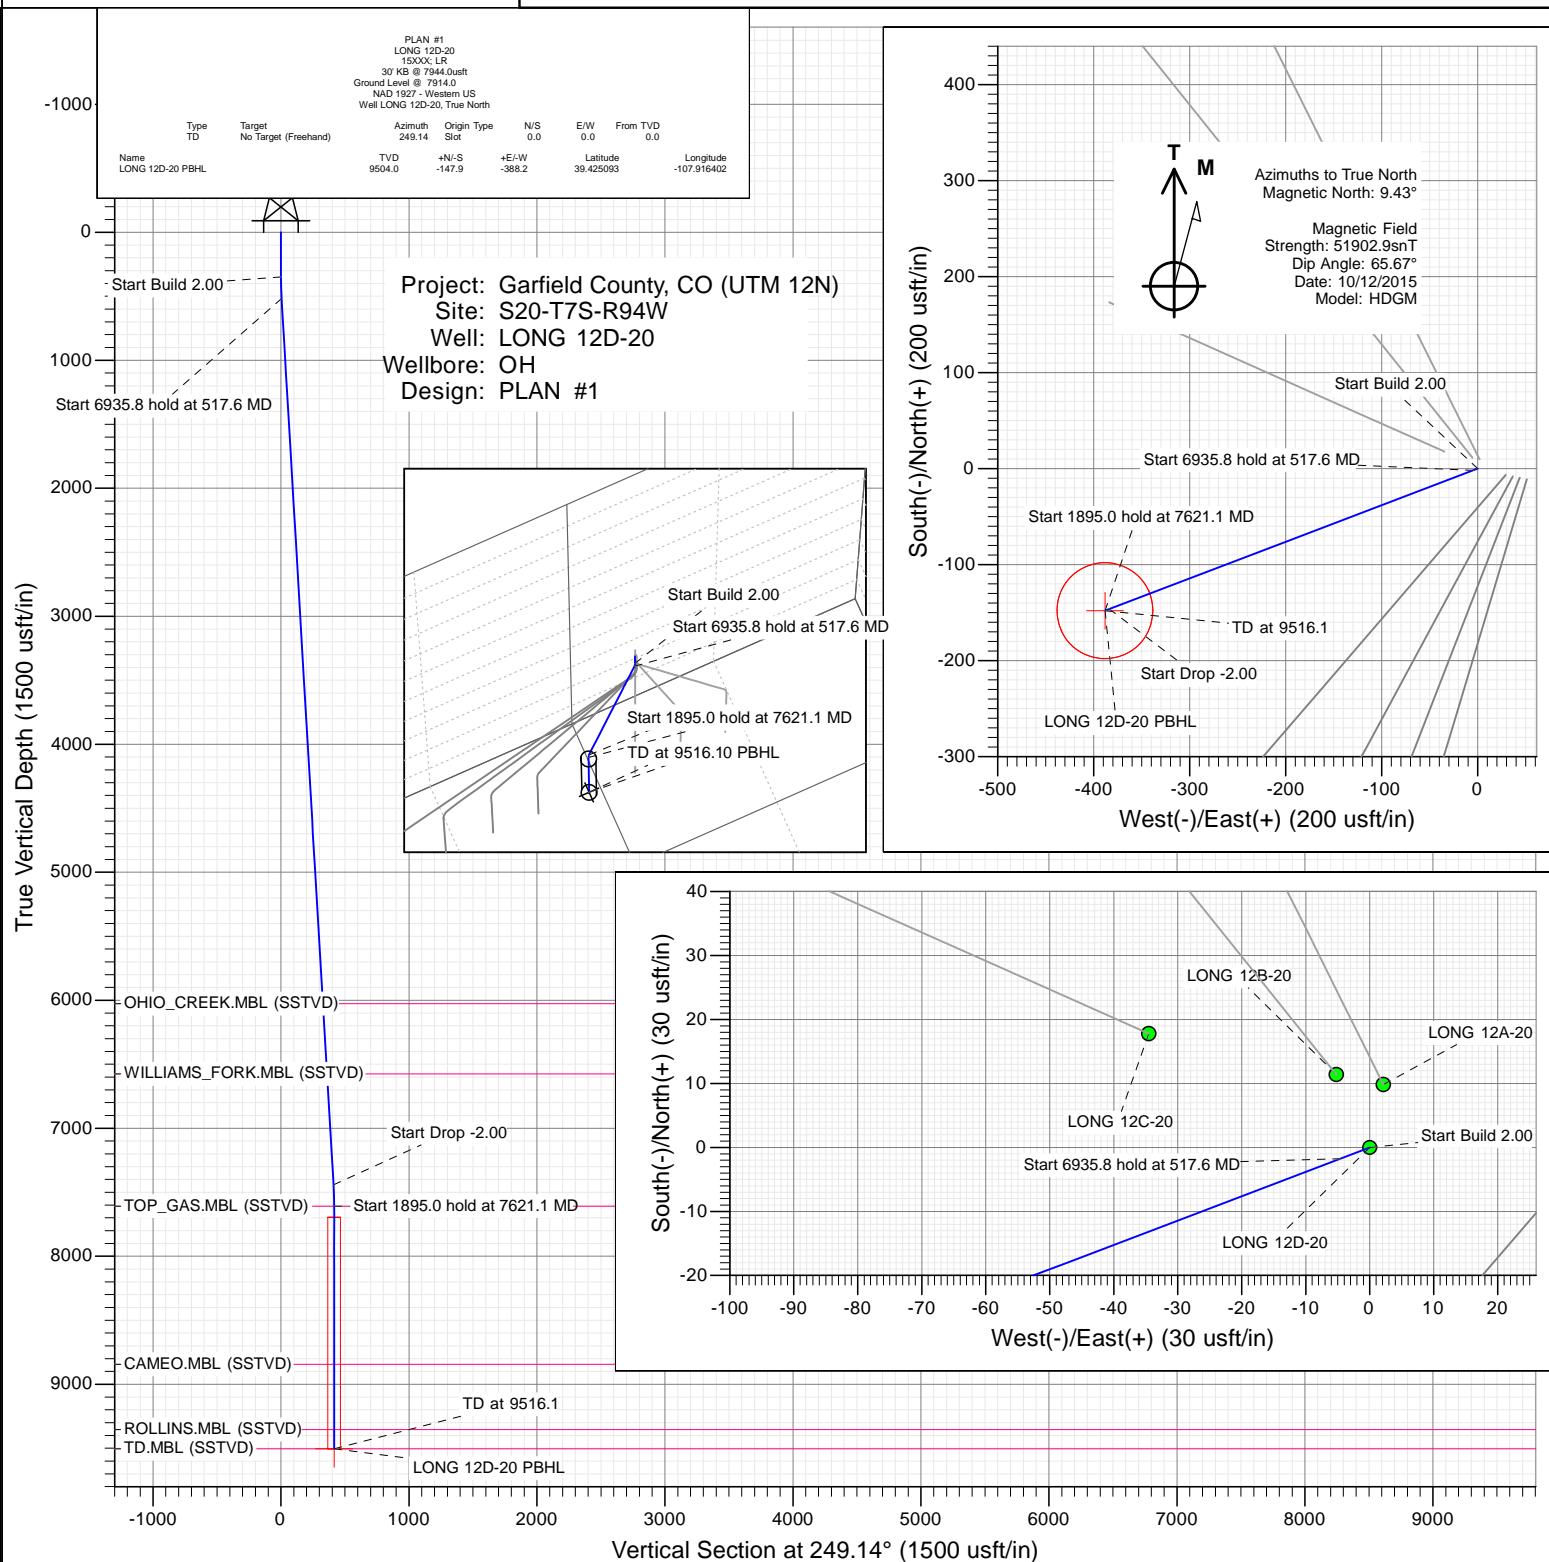 PLAN #1
LONG 12D-20
15XXX; LR
30' KB @ 7944.0usft
Ground Level @ 7914.0
NAD 1927 - Western US
Well LONG 12D-20, True North
Type Target Azimuth Origin Type N/S E/W From TVD
TD No Target (Freehand) 249.14 Slot 0.0 0.0 0.0
Name TVD +N/-S +E/-W Latitude Longitude
LONG 12D-20 PBHL 9504.0 -147.9 -388.2 39.425093 -107.916402
Project: Garfield County, CO (UTM 12N)
Site: S20-T7S-R94W
Well: LONG 12D-20
Wellbore: OH
Design: PLAN #1
True Vertical Depth (1500 usft/in)
-1000
0
1000
2000
3000
4000
5000
6000
7000
8000
9000
Start Build 2.00
Start 6935.8 hold at 517.6 MD
OHIO_CREEK.MBL (SSTVD)
WILLIAMS_FORK.MBL (SSTVD)
Start Drop -2.00
TOP_GAS.MBL (SSTVD)
Start 1895.0 hold at 7621.1 MD
CAMEO.MBL (SSTVD)
TD at 9516.1
ROLLINS.MBL (SSTVD)
TD.MBL (SSTVD)
LONG 12D-20 PBHL
-1000 0 1000 2000 3000 4000 5000 6000 7000 8000 9000
Vertical Section at 249.14° (1500 usft/in)
Start Build 2.00
Start 6935.8 hold at 517.6 MD
Start 1895.0 hold at 7621.1 MD
TD at 9516.10 PBHL
South(-)/North(+) (200 usft/in)
400
300
200
100
0
-100
-200
-300
T
M
Azimuths to True North
Magnetic North: 9.43°
Magnetic Field
Strength: 51902.9snT
Dip Angle: 65.67°
Date: 10/12/2015
Model: HDGM
Start Build 2.00
Start 6935.8 hold at 517.6 MD
Start 1895.0 hold at 7621.1 MD
TD at 9516.1
Start Drop -2.00
LONG 12D-20 PBHL
-500 -400 -300 -200 -100 0
West(-)/East(+) (200 usft/in)
South(-)/North(+) (30 usft/in)
40
30
20
10
0
-10
-20
LONG 12B-20
LONG 12A-20
LONG 12C-20
Start Build 2.00
Start 6935.8 hold at 517.6 MD
LONG 12D-20
-100 -90 -80 -70 -60 -50 -40 -30 -20 -10 0 10 20
West(-)/East(+) (30 usft/in)